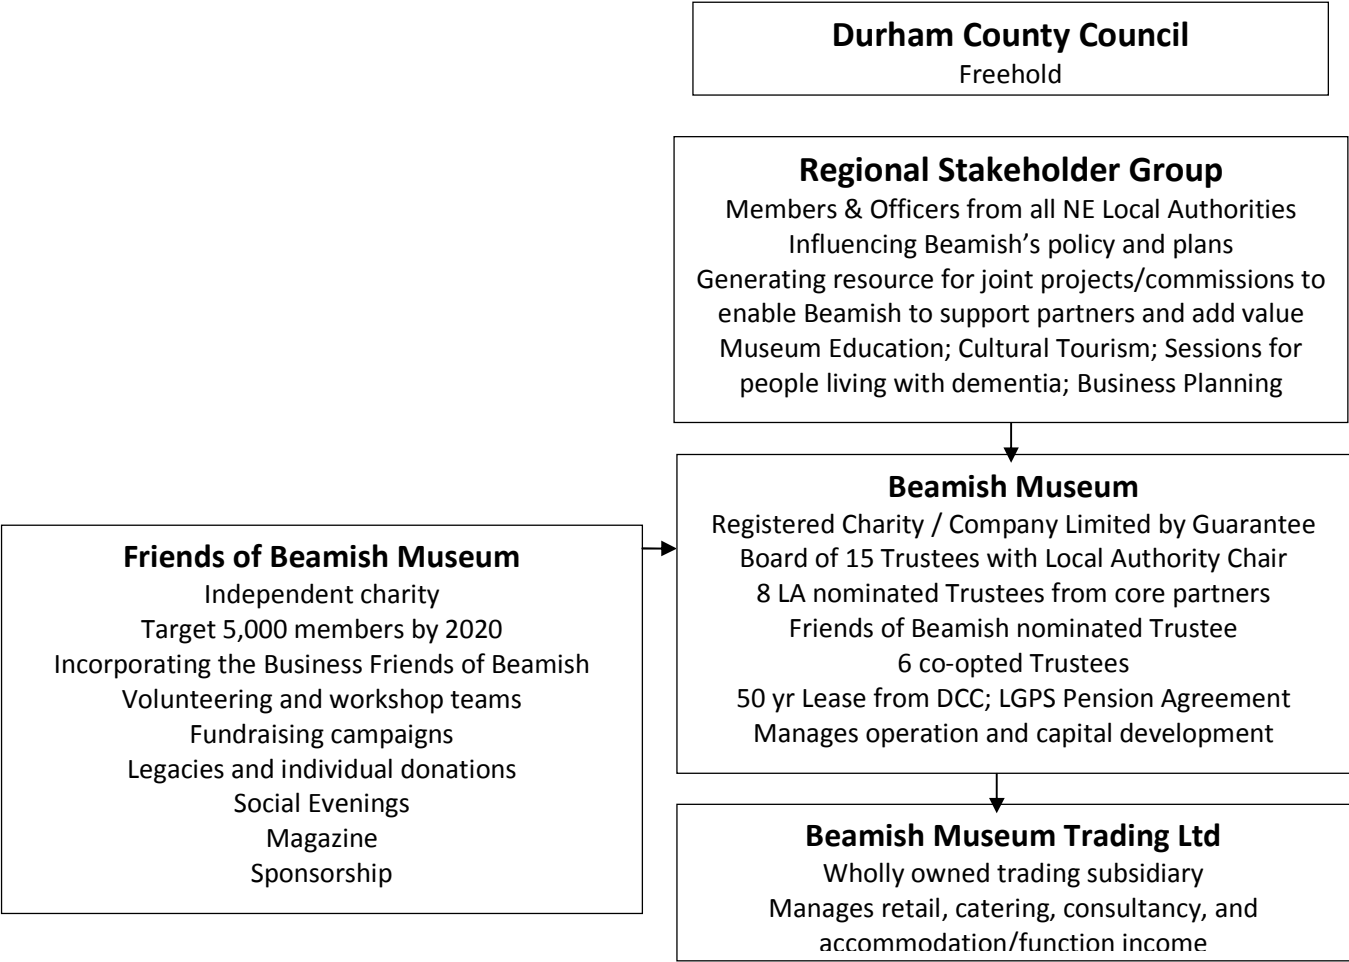 Durham County Council
Freehold
Regional Stakeholder Group
Members & Officers from all NE Local Authorities
Influencing Beamish’s policy and plans
Generating resource for joint projects/commissions to
enable Beamish to support partners and add value
Museum Education; Cultural Tourism; Sessions for
people living with dementia; Business Planning
Beamish Museum
Registered Charity / Company Limited by Guarantee
Board of 15 Trustees with Local Authority Chair
8 LA nominated Trustees from core partners
Friends of Beamish nominated Trustee
6 co-opted Trustees
50 yr Lease from DCC; LGPS Pension Agreement
Manages operation and capital development
Friends of Beamish Museum
Independent charity
Target 5,000 members by 2020
Incorporating the Business Friends of Beamish
Volunteering and workshop teams
Fundraising campaigns
Legacies and individual donations
Social Evenings
Magazine
Sponsorship
Beamish Museum Trading Ltd
Wholly owned trading subsidiary
Manages retail, catering, consultancy, and
accommodation/function income